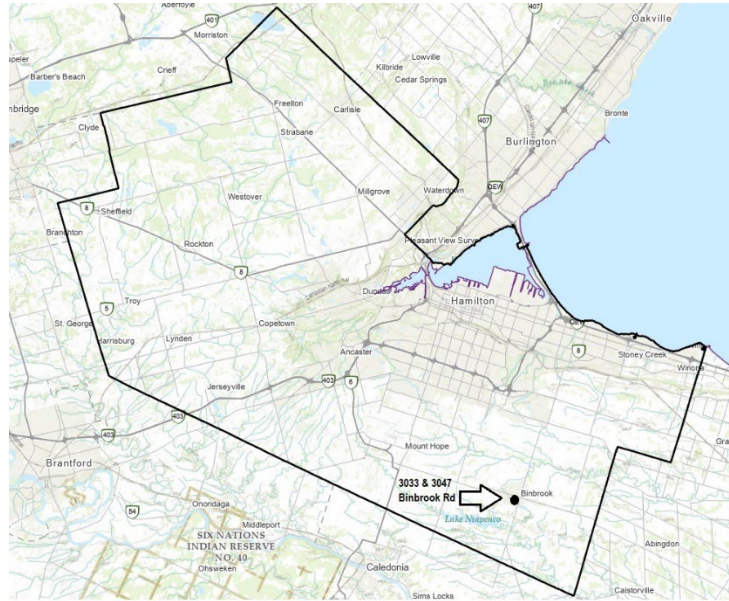 Aberfoyle
Oakville
407
401
Morriston
Lowville
Kilbride
Crieff
Cedar Springs
Barber's Beach
Bronte
Freelton
Carlisle
Clyde
Strabane
407
Burlington
Westover
Millgrove
Waterdown
QEW
8
Sheffield
Branchton
Rockton
Pleasant View Surve
8
Dundas
Hamilton
5
Troy
St. George
Copetown
Harrisburg
Lynden
Ancaster
8
Stoney Creek
Winona
Jerseyville
403
6
403
403
Mount Hope
Brantford
3033 & 3047
Binbrook Rd
Binbrook
54
Onondaga
Lake Niapenco
Middleport
SIX NATIONS
INDIAN RESERVE
NO. 40
Ohsweken
Abingdon
Caledonia
Sims Locks
Caistorville